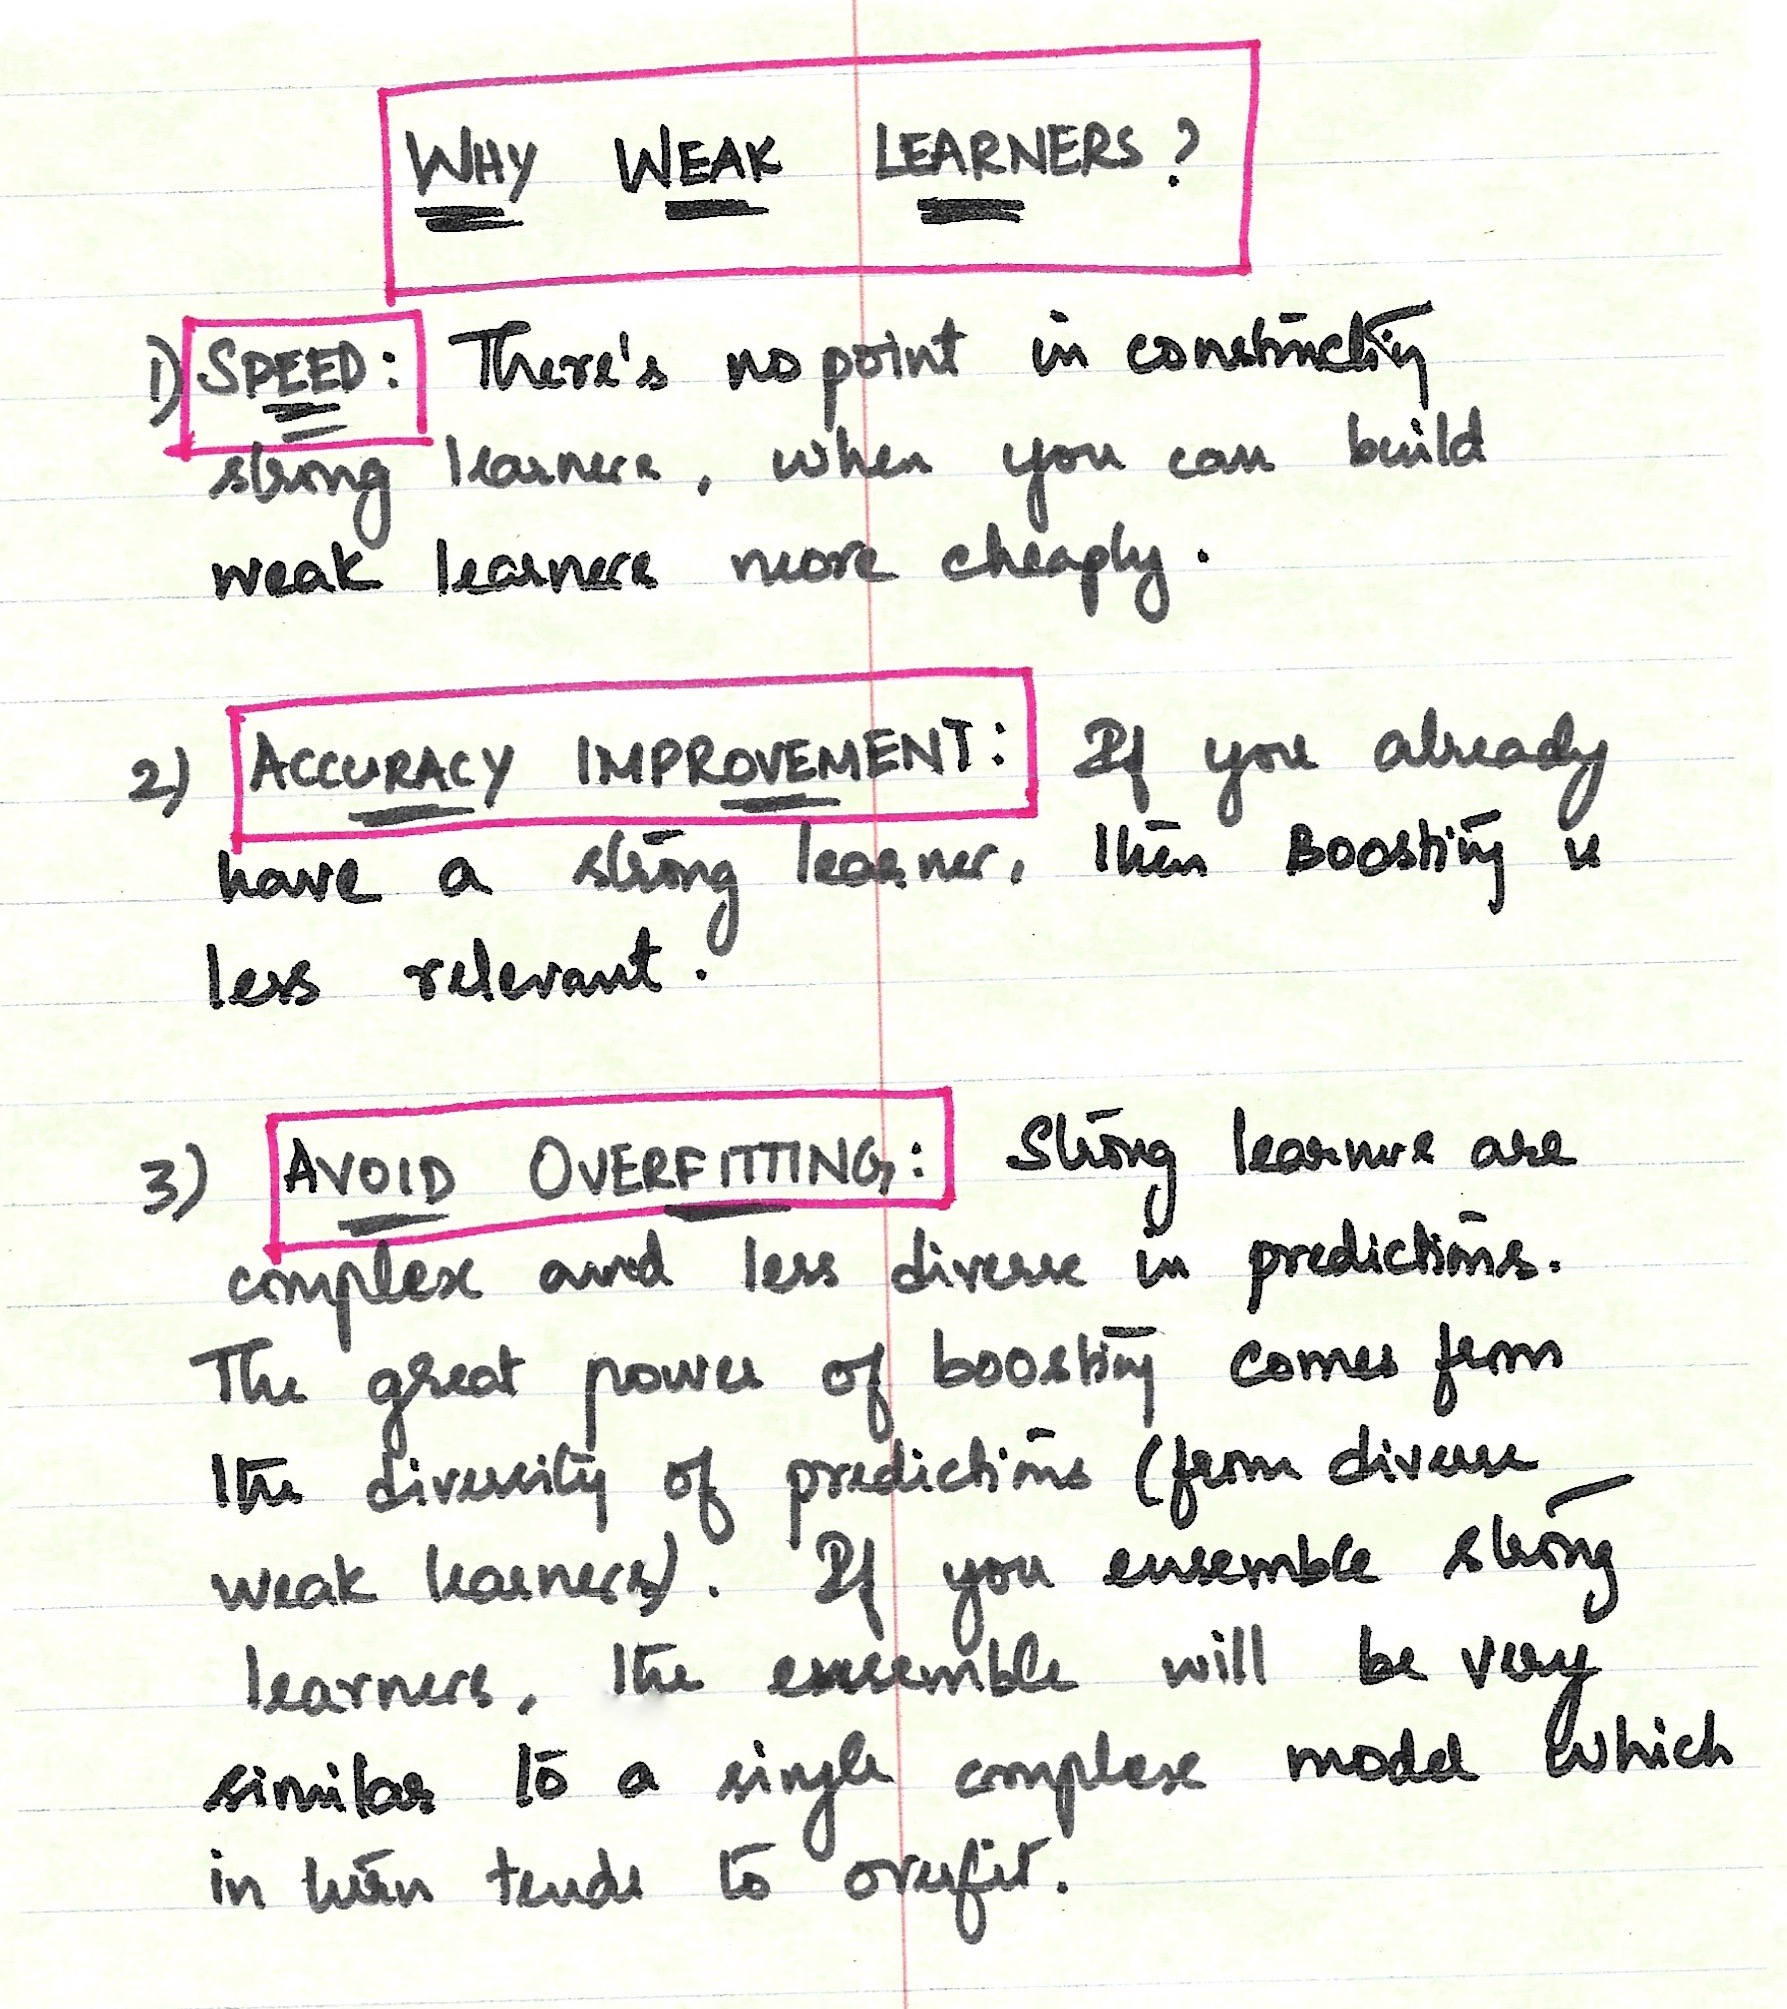 WHY WEAK LEARNERS?
1) SPEED: There's no point in constructing
strong learners, when you can build
weak learners more cheaply.
2) ACCURACY IMPROVEMENT: If you already
have a strong learner, then Boosting is
less relevant.
3) AVOID OVERFITTING: Strong learners are
complex and less diverse in predictions.
The great power of boosting comes from
the diversity of predictions (from diverse
weak learners). If you ensemble strong
learners, the ensemble will be very
similar to a single complex model which
in turn tends to overfit.